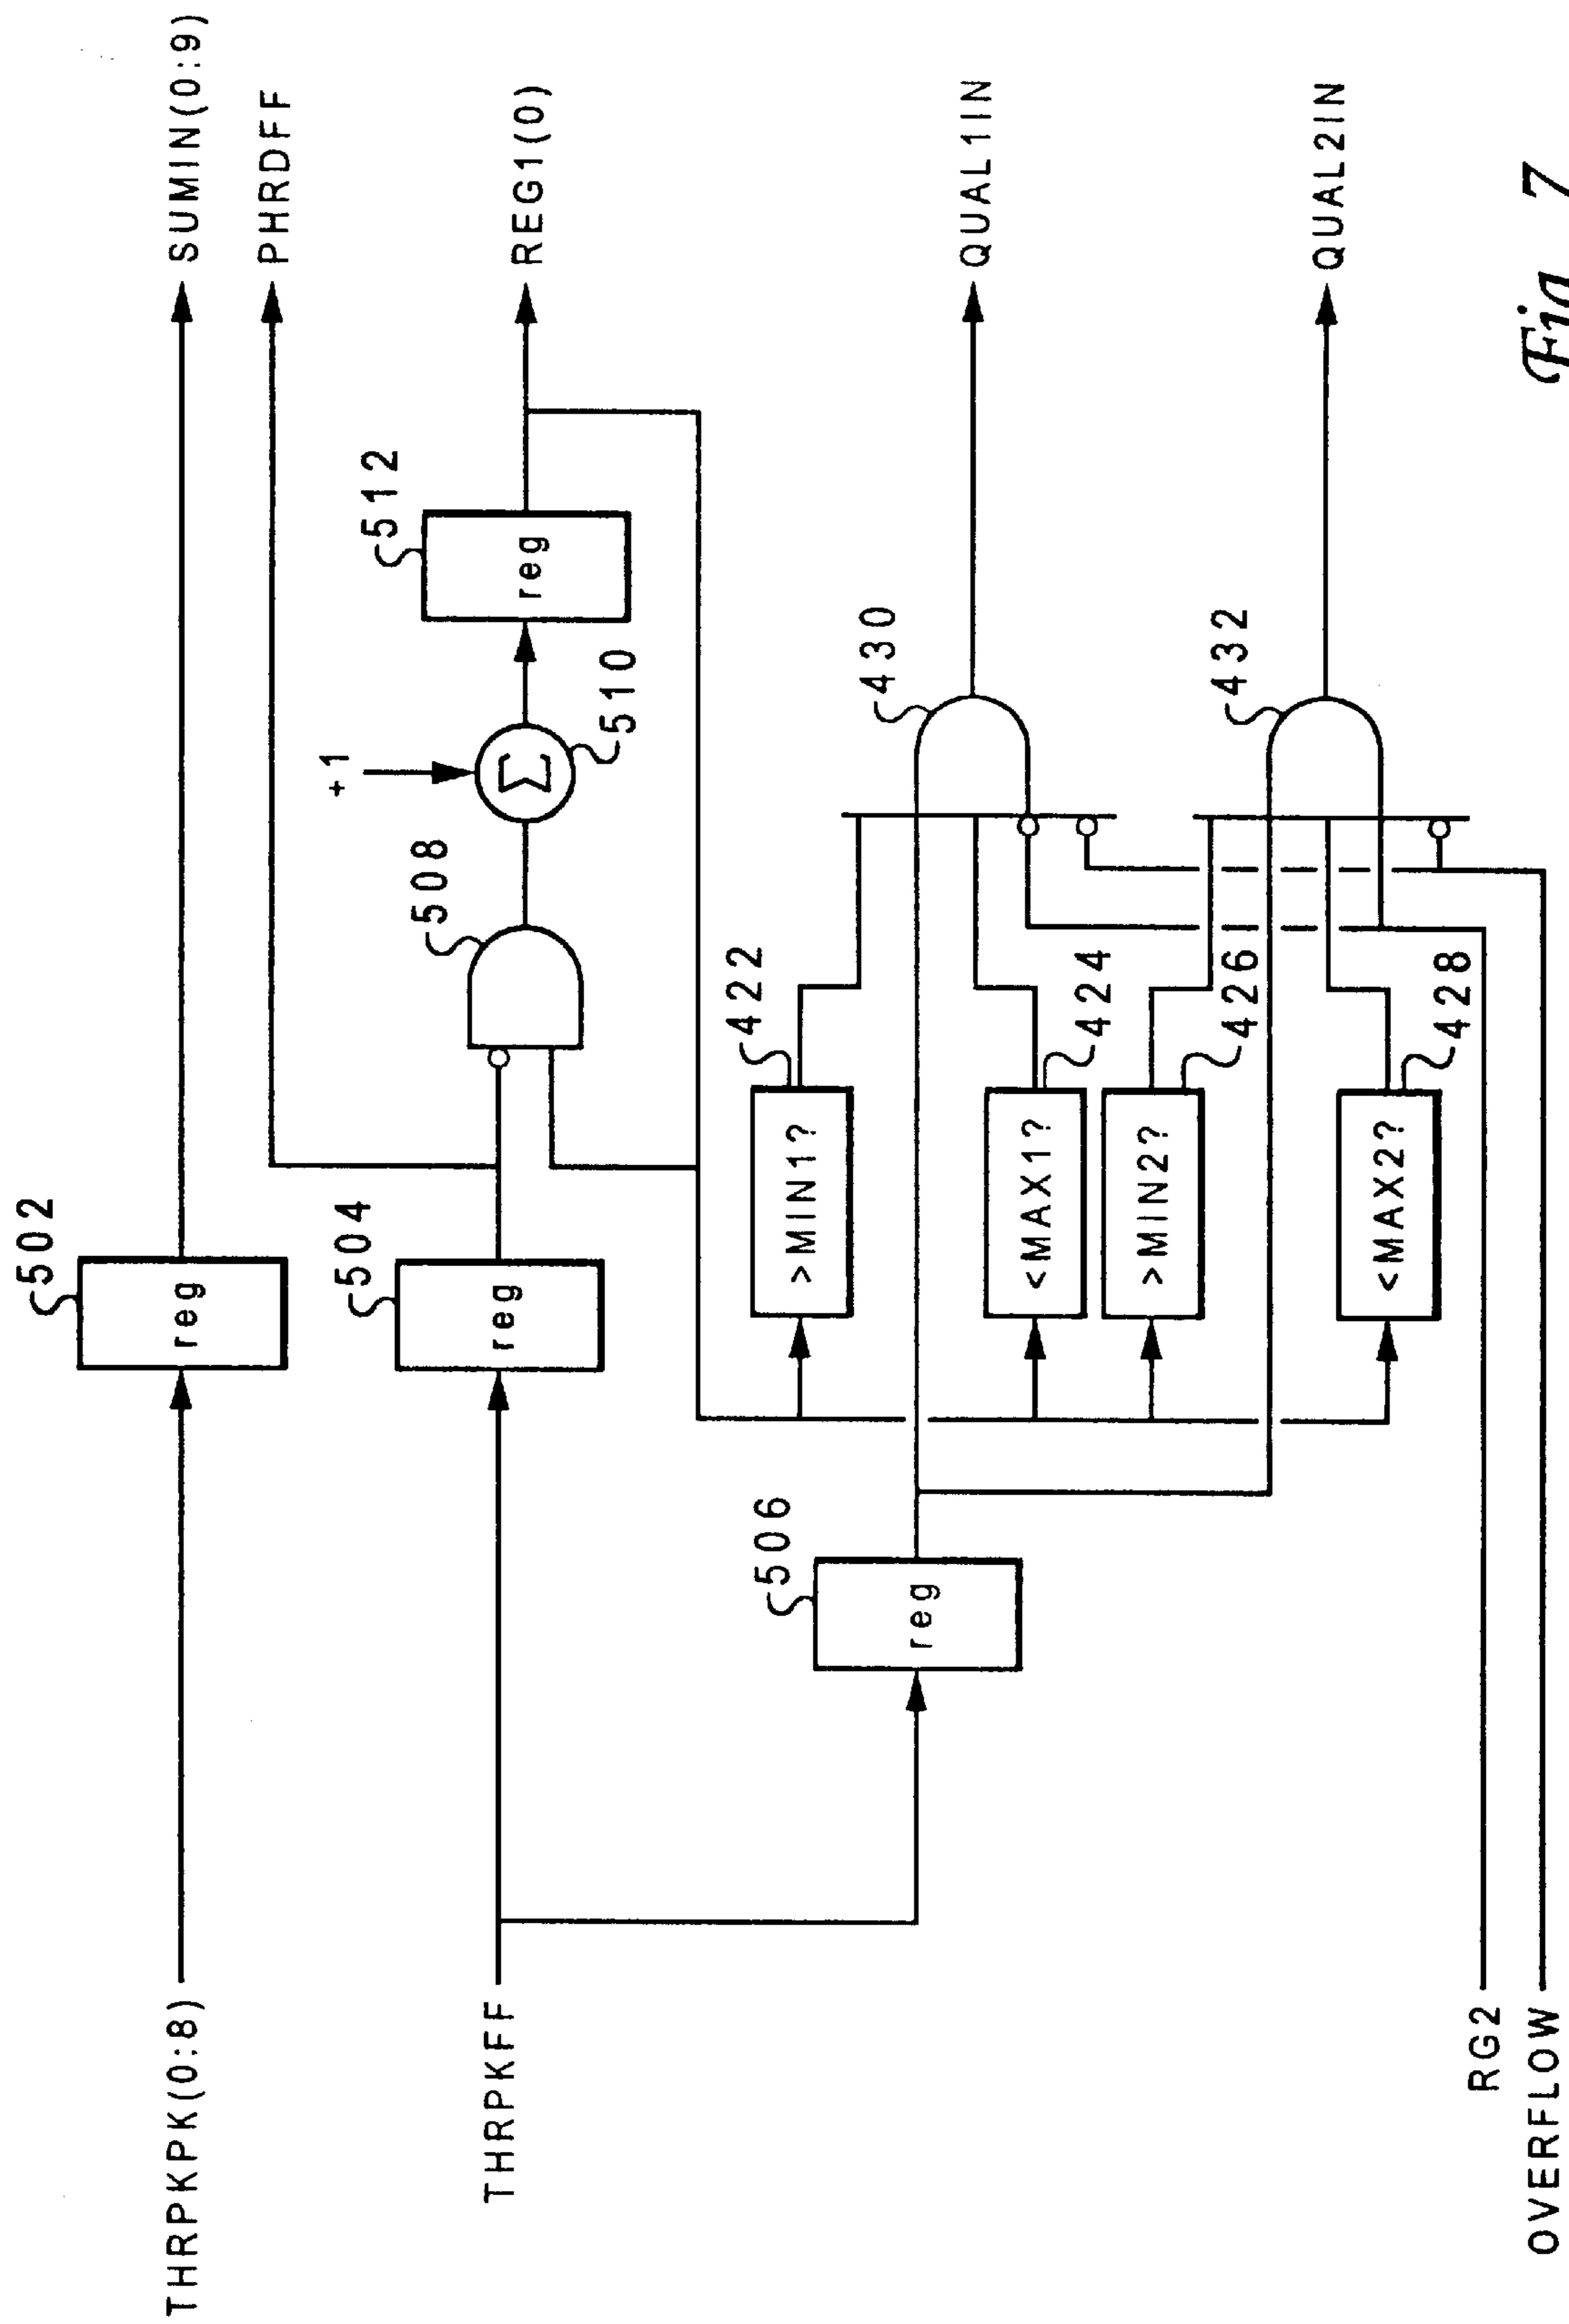 THRPKPK(0:8)
502
reg
SUMIN(0:9)
PHRDFF
THRPKFF
504
reg
508
+1
Σ
510
512
reg
REG1(0)
506
reg
>MIN1?
422
<MAX1?
424
>MIN2?
426
<MAX2?
428
430
QUAL1IN
432
QUAL2IN
RG2
OVERFLOW
Fig. 7